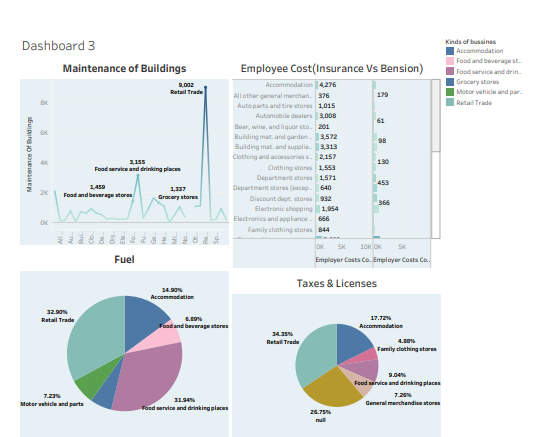 Dashboard 3
Kinds of bussines
Accommodation
Food and beverage st..
Food service and drin..
Grocery stores
Motor vehicle and par..
Retail Trade
Maintenance of Buildings
Maintenance Of Buildings
8K
6K
4K
2K
0K
9,002
Retail Trade
3,155
Food service and drinking places
1,459
Food and beverage stores
1,337
Grocery stores
All ..
Au..
Bui..
Clo..
De..
Dis..
Ele..
Fo..
Fu..
Ge..
He..
Mi..
No..
Ot..
Re..
Sp..
Employee Cost(Insurance Vs Bension)
Accommodation 4,276
All other general merchan.. 376
Auto parts and tire stores 1,015
Automobile dealers 3,008
Beer, wine, and liquor sto.. 201
Building mat. and garden .. 3,572
Building mat. and supplie.. 3,313
Clothing and accessories s.. 2,157
Clothing stores 1,553
Department stores 1,571
Department stores (excep.. 640
Discount dept. stores 932
Electronic shopping 1,954
Electronics and appliance .. 666
Family clothing stores 844
179
61
98
130
453
366
0K 5K 10K 0K 5K
Employer Costs Co.. Employer Costs Co..
Fuel
14.90%
Accommodation
6.89%
Food and beverage stores
31.94%
Food service and drinking places
7.23%
Motor vehicle and parts
32.90%
Retail Trade
Taxes & Licenses
17.72%
Accommodation
4.88%
Family clothing stores
9.04%
Food service and drinking places
7.26%
General merchandise stores
26.75%
null
34.35%
Retail Trade